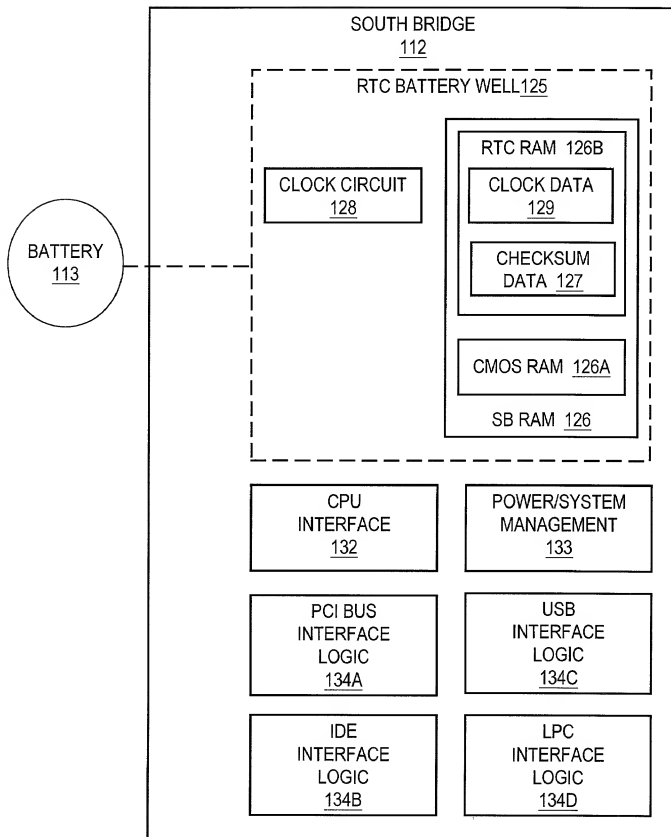 SOUTH BRIDGE
112
RTC BATTERY WELL125
RTC RAM 126B
CLOCK CIRCUIT
128
CLOCK DATA
129
BATTERY
113
CHECKSUM
DATA 127
CMOS RAM 126A
SB RAM 126
CPU
INTERFACE
132
POWER/SYSTEM
MANAGEMENT
133
PCI BUS
INTERFACE
LOGIC
134A
USB
INTERFACE
LOGIC
134C
IDE
INTERFACE
LOGIC
134B
LPC
INTERFACE
LOGIC
134D